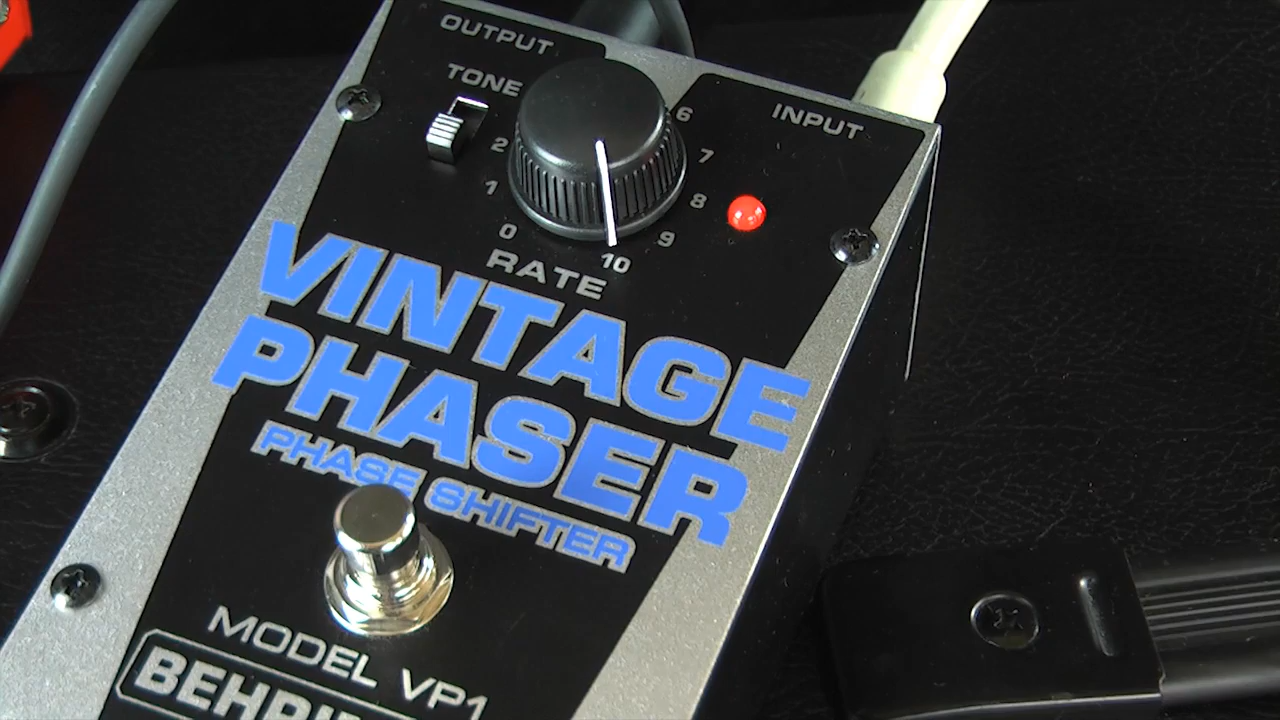 OUTPUT
TONE
INPUT
6
2
7
1
8
0
9
10
RATE
VINTAGE
PHASER
PHASE SHIFTER
MODEL VP1